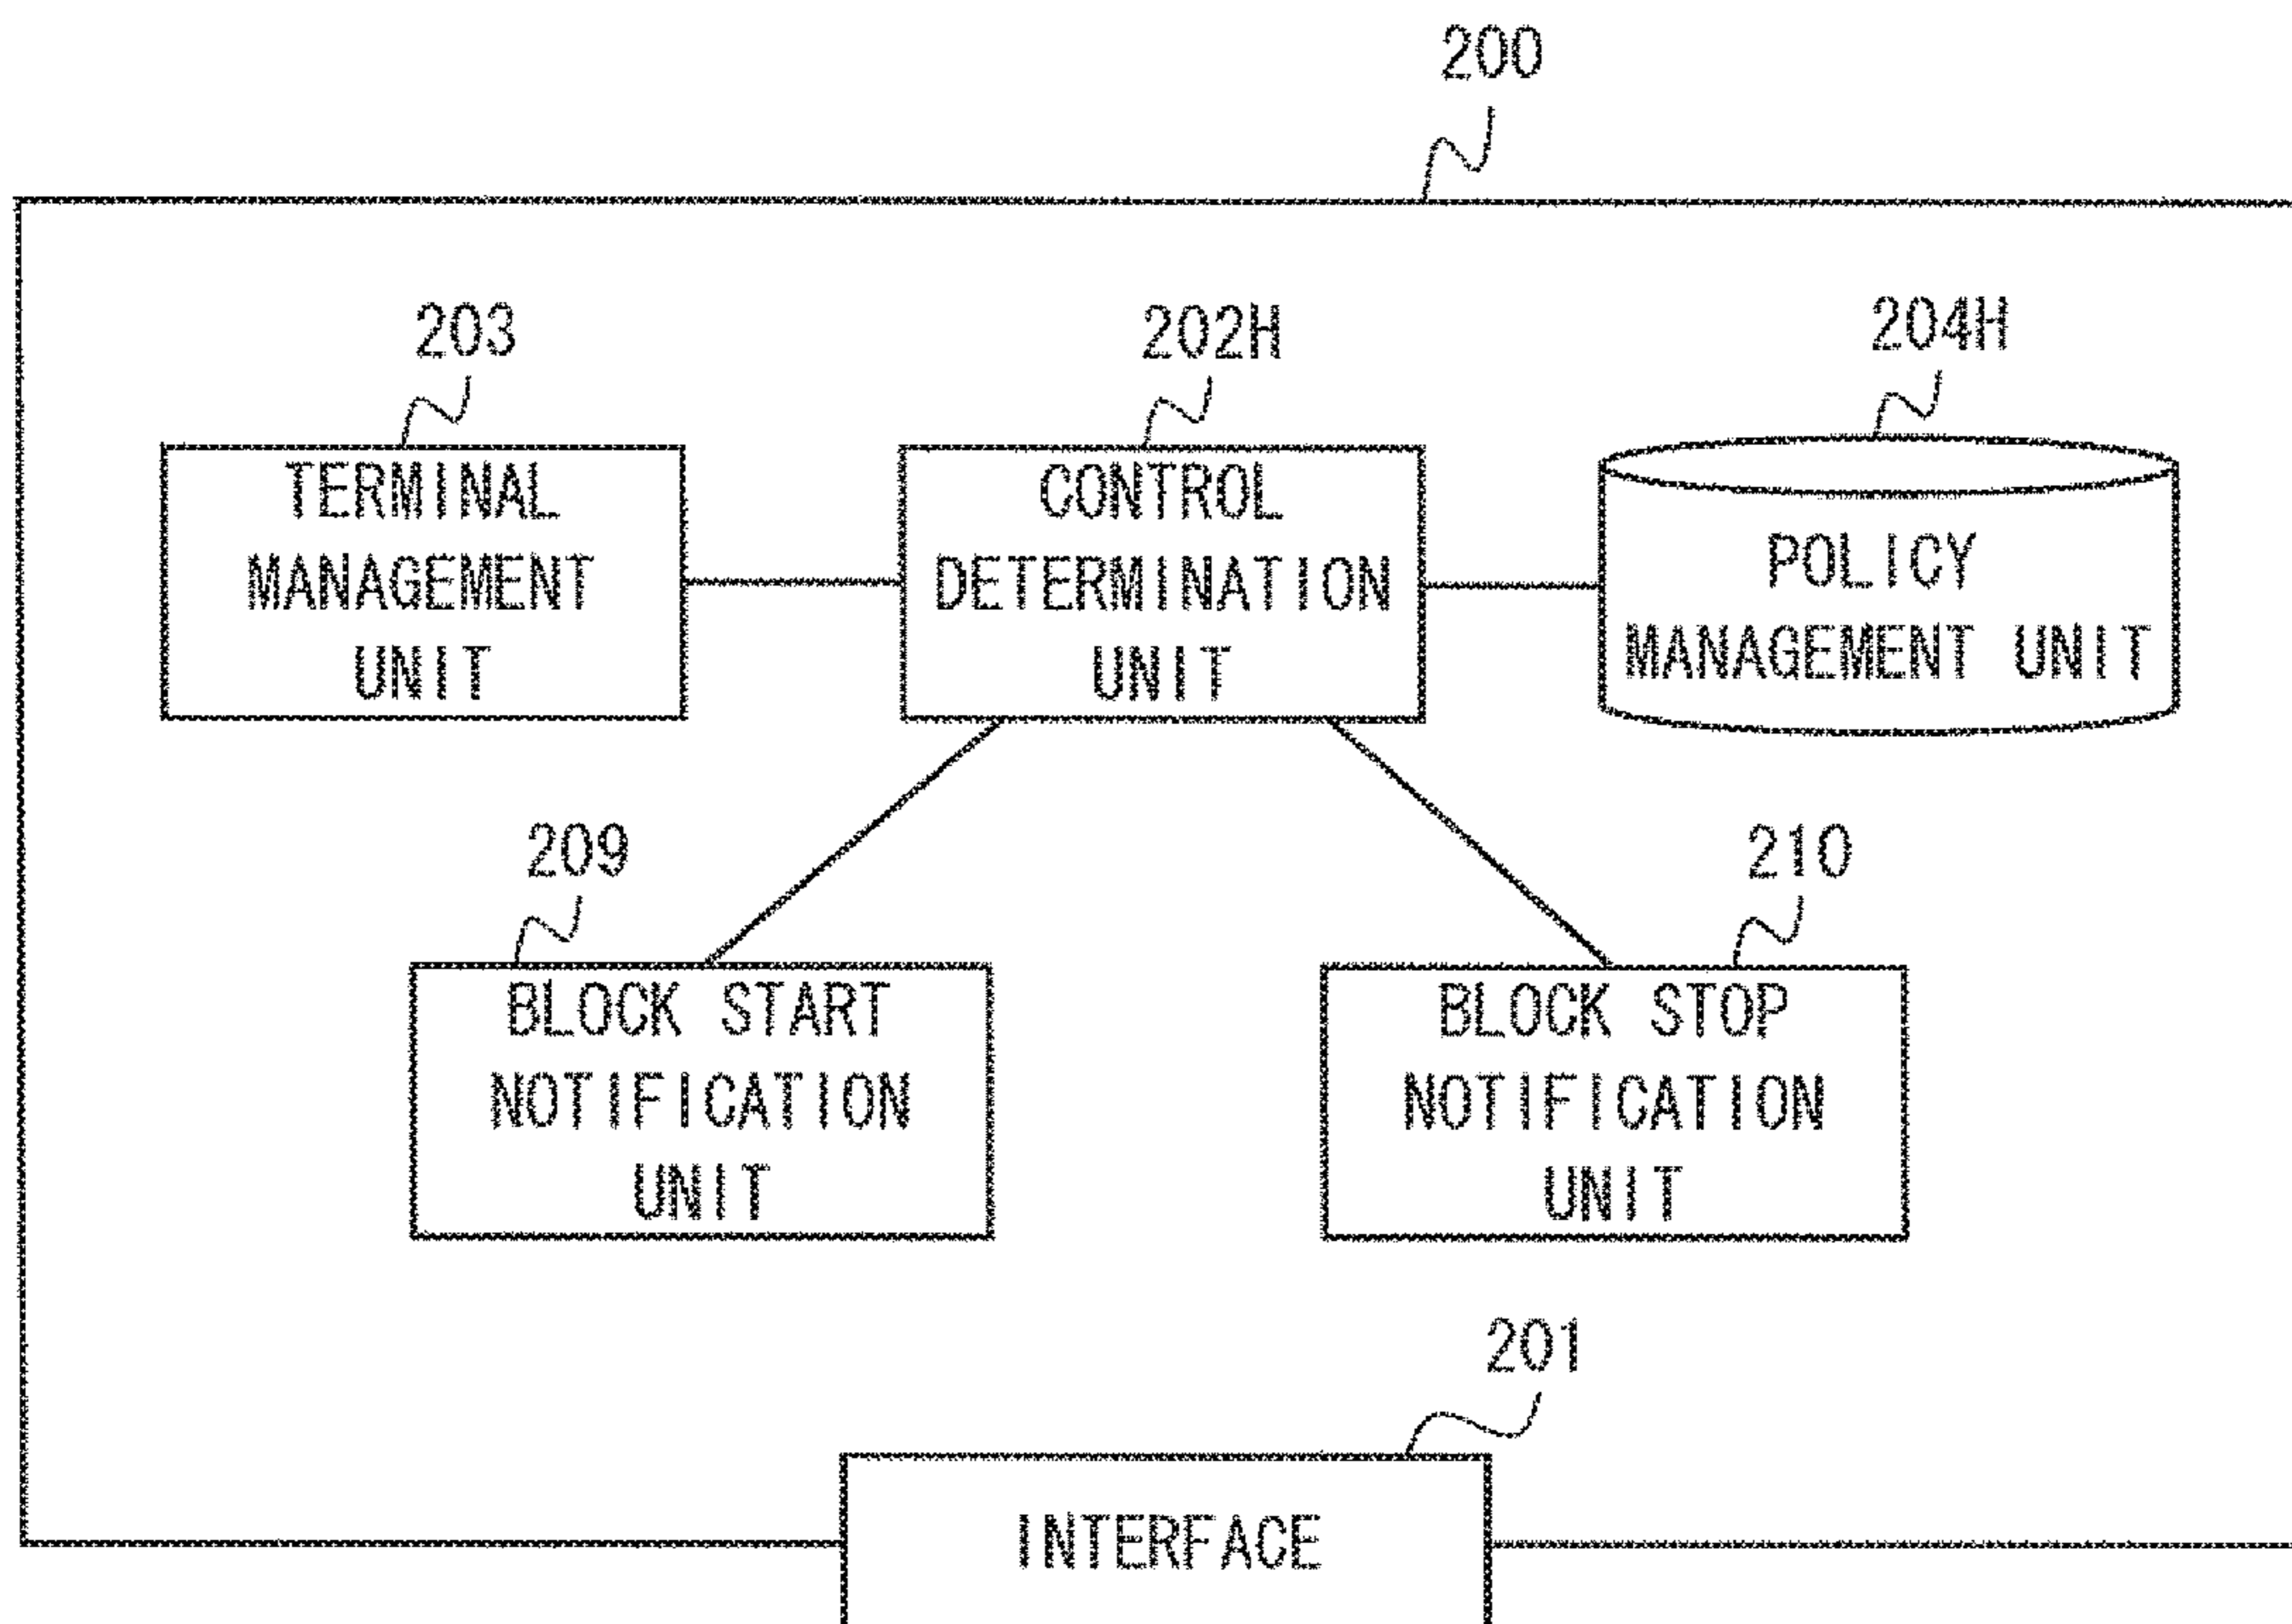 200
203
202H
204H
TERMINAL
MANAGEMENT
UNIT
CONTROL
DETERMINATION
UNIT
POLICY
MANAGEMENT UNIT
209
210
BLOCK START
NOTIFICATION
UNIT
BLOCK STOP
NOTIFICATION
UNIT
201
INTERFACE